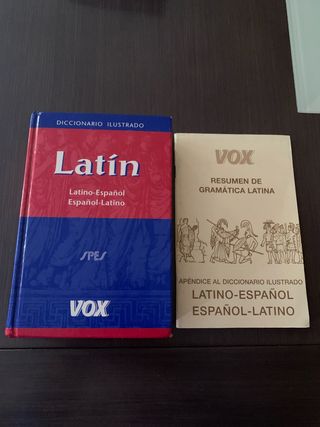 DICCIONARIO ILUSTRADO
Latín
Latino-Español
Español-Latino
SPES
VOX
VOX
RESUMEN DE
GRAMÁTICA LATINA
APÉNDICE AL DICCIONARIO ILUSTRADO
LATINO-ESPAÑOL
ESPAÑOL-LATINO